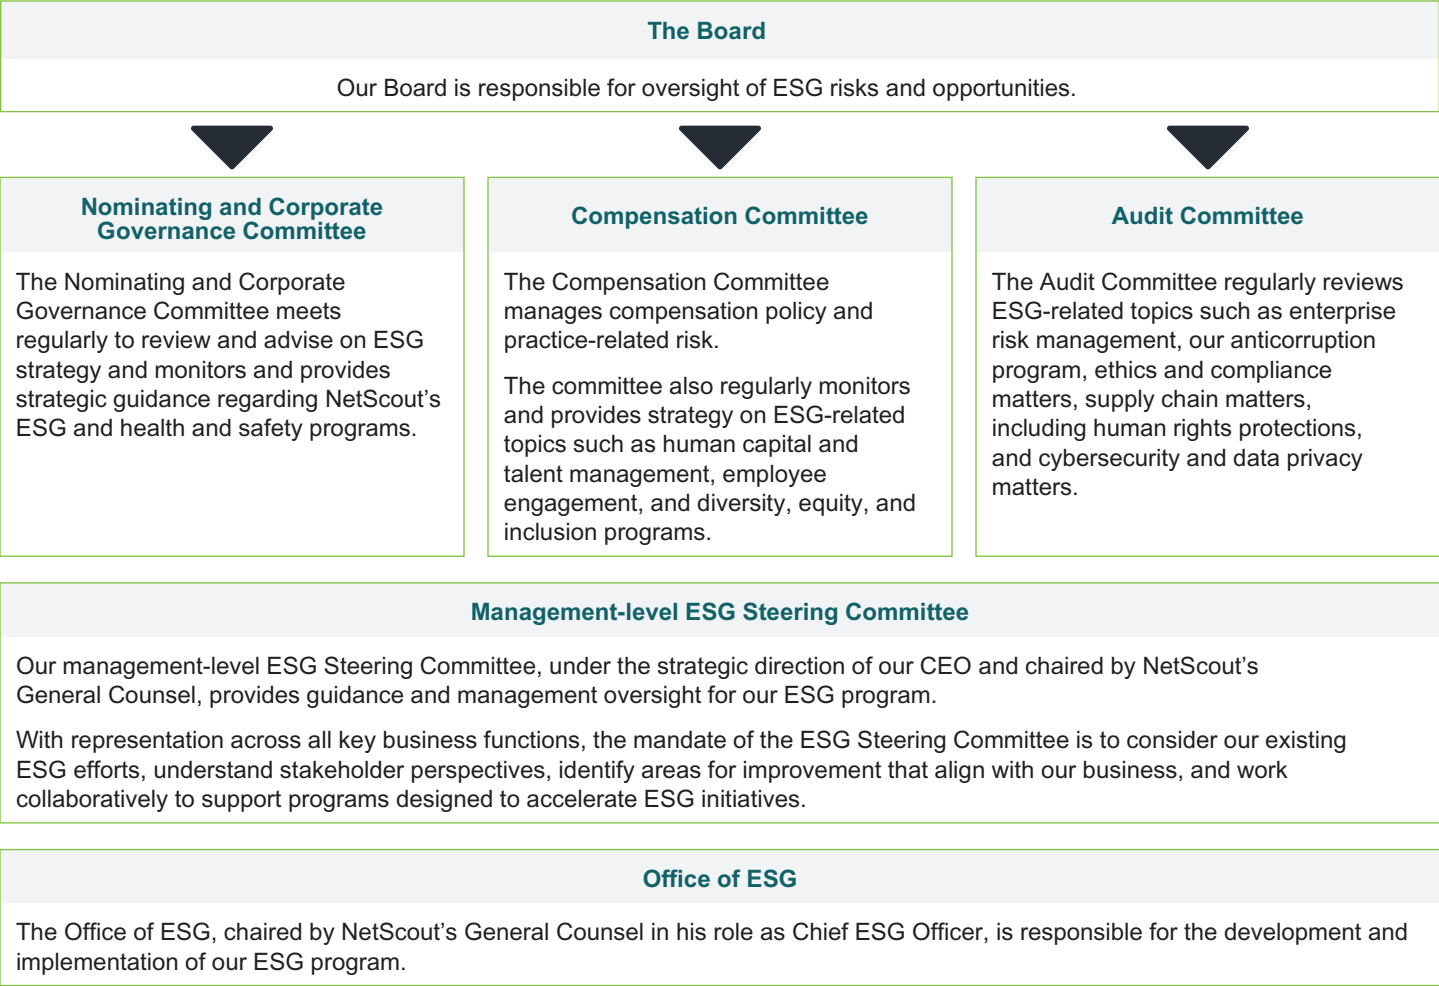 The Board
Our Board is responsible for oversight of ESG risks and opportunities.
Nominating and Corporate
Governance Committee
The Nominating and Corporate
Governance Committee meets
regularly to review and advise on ESG
strategy and monitors and provides
strategic guidance regarding NetScout's
ESG and health and safety programs.
Compensation Committee
The Compensation Committee
manages compensation policy and
practice-related risk.
The committee also regularly monitors
and provides strategy on ESG-related
topics such as human capital and
talent management, employee
engagement, and diversity, equity, and
inclusion programs.
Audit Committee
The Audit Committee regularly reviews
ESG-related topics such as enterprise
risk management, our anticorruption
program, ethics and compliance
matters, supply chain matters,
including human rights protections,
and cybersecurity and data privacy
matters.
Management-level ESG Steering Committee
Our management-level ESG Steering Committee, under the strategic direction of our CEO and chaired by NetScout's
General Counsel, provides guidance and management oversight for our ESG program.
With representation across all key business functions, the mandate of the ESG Steering Committee is to consider our existing
ESG efforts, understand stakeholder perspectives, identify areas for improvement that align with our business, and work
collaboratively to support programs designed to accelerate ESG initiatives.
Office of ESG
The Office of ESG, chaired by NetScout's General Counsel in his role as Chief ESG Officer, is responsible for the development and
implementation of our ESG program.